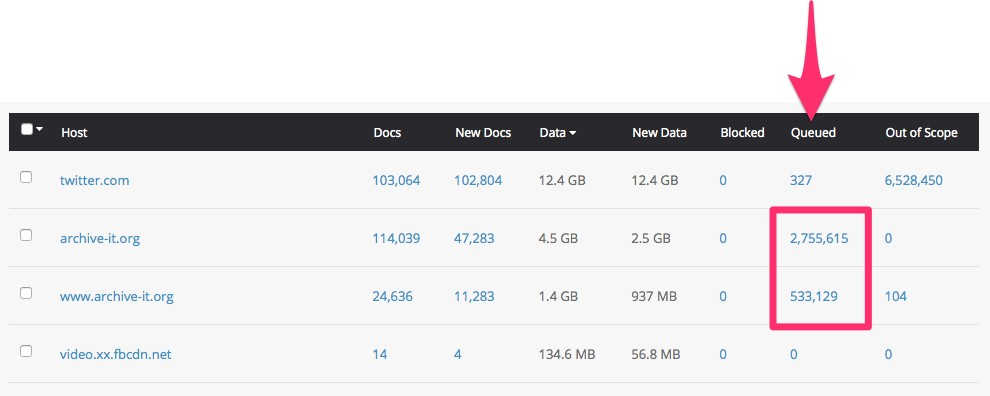 Host Docs New Docs Data New Data Blocked Queued Out of Scope
twitter.com 103,064 102,804 12.4 GB 12.4 GB 0 327 6,528,450
archive-it.org 114,039 47,283 4.5 GB 2.5 GB 0 2,755,615 0
www.archive-it.org 24,636 11,283 1.4 GB 937 MB 0 533,129 104
video.xx.fbcdn.net 14 4 134.6 MB 56.8 MB 0 0 0